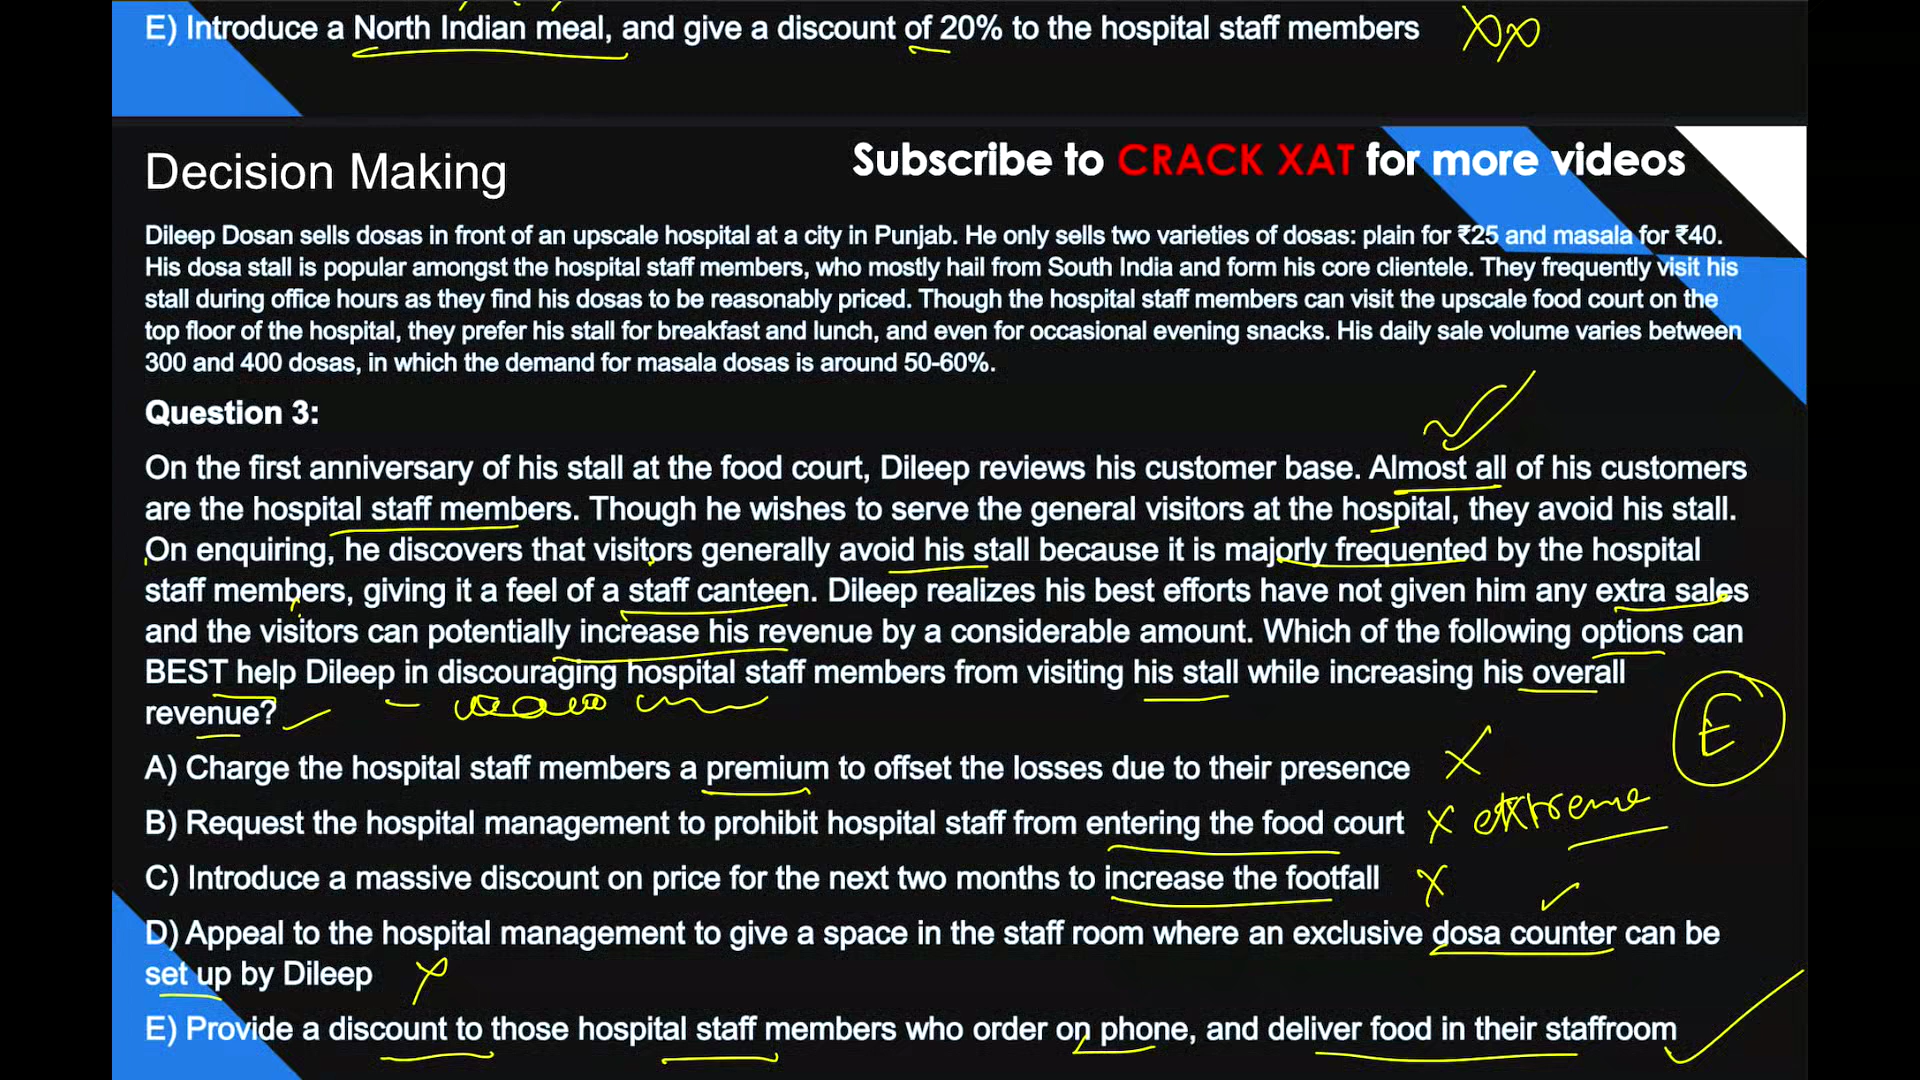 E) Introduce a North Indian meal, and give a discount of 20% to the hospital staff members
Decision Making
Subscribe to CRACK XAT for more videos
Dileep Dosan sells dosas in front of an upscale hospital at a city in Punjab. He only sells two varieties of dosas: plain for ₹25 and masala for ₹40.
His dosa stall is popular amongst the hospital staff members, who mostly hail from South India and form his core clientele. They frequently visit his
stall during office hours as they find his dosas to be reasonably priced. Though the hospital staff members can visit the upscale food court on the
top floor of the hospital, they prefer his stall for breakfast and lunch, and even for occasional evening snacks. His daily sale volume varies between
300 and 400 dosas, in which the demand for masala dosas is around 50-60%.
Question 3:
On the first anniversary of his stall at the food court, Dileep reviews his customer base. Almost all of his customers
are the hospital staff members. Though he wishes to serve the general visitors at the hospital, they avoid his stall.
On enquiring, he discovers that visitors generally avoid his stall because it is majorly frequented by the hospital
staff members, giving it a feel of a staff canteen. Dileep realizes his best efforts have not given him any extra sales
and the visitors can potentially increase his revenue by a considerable amount. Which of the following options can
BEST help Dileep in discouraging hospital staff members from visiting his stall while increasing his overall
revenue?
E
A) Charge the hospital staff members a premium to offset the losses due to their presence
B) Request the hospital management to prohibit hospital staff from entering the food court x extreme
C) Introduce a massive discount on price for the next two months to increase the footfall
D) Appeal to the hospital management to give a space in the staff room where an exclusive dosa counter can be
set up by Dileep
E) Provide a discount to those hospital staff members who order on phone, and deliver food in their staffroom